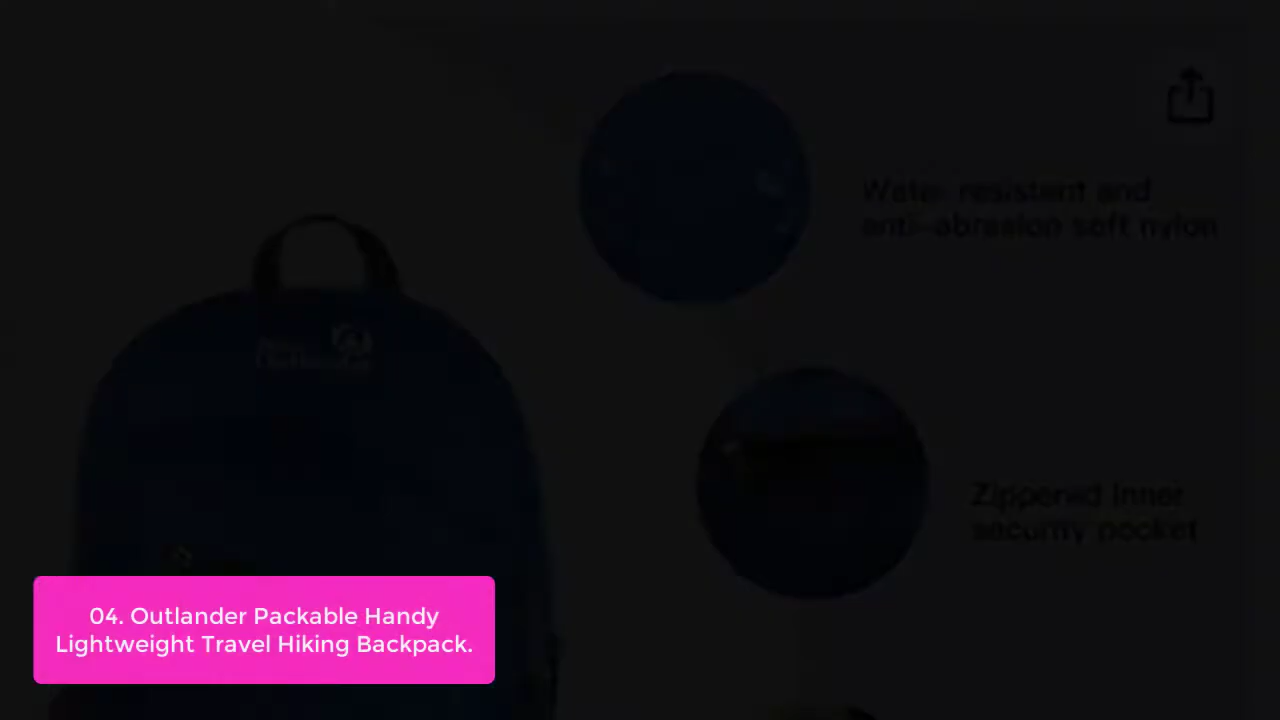 Water resistant and
anti-abrasion soft nylon
Zippered inner
security pocket
04. Outlander Packable Handy
Lightweight Travel Hiking Backpack.